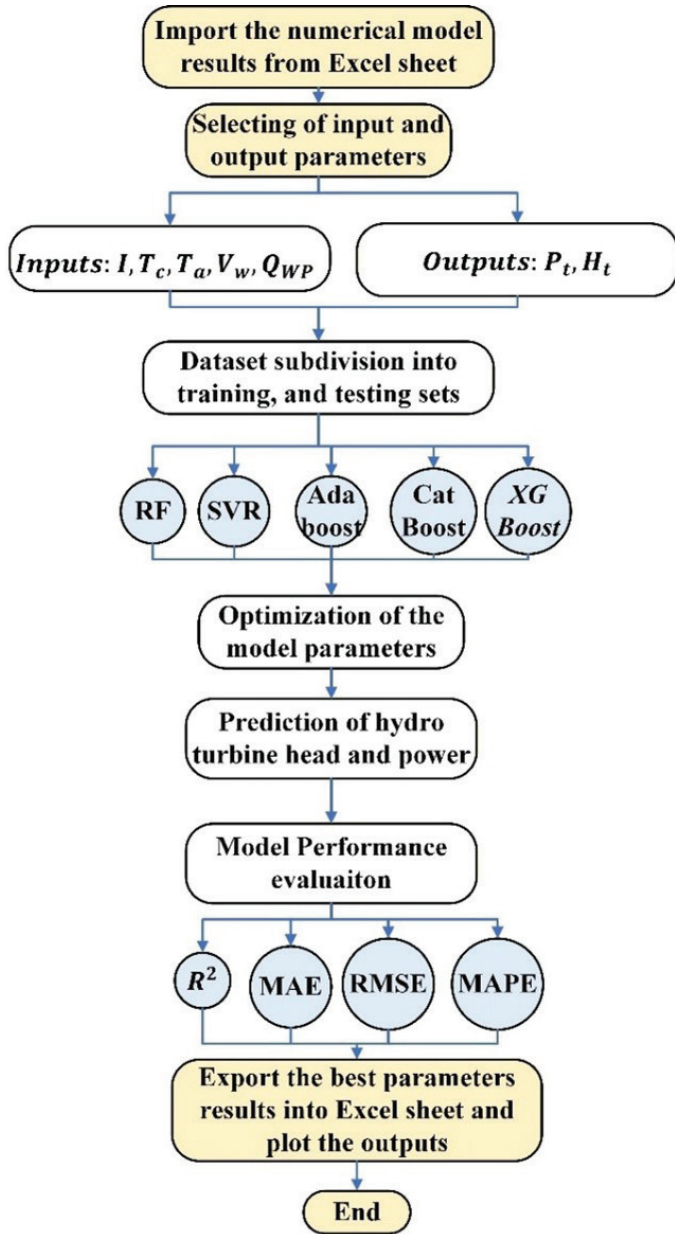 Import the numerical model
results from Excel sheet
Selecting of input and
output parameters
Inputs: I, T_c, T_a, V_w, Q_WP
Outputs: P_t, H_t
Dataset subdivision into
training, and testing sets
RF
SVR
Ada
boost
Cat
Boost
XG
Boost
Optimization of the
model parameters
Prediction of hydro
turbine head and power
Model Performance
evaluaiton
R²
MAE
RMSE
MAPE
Export the best parameters
results into Excel sheet and
plot the outputs
End